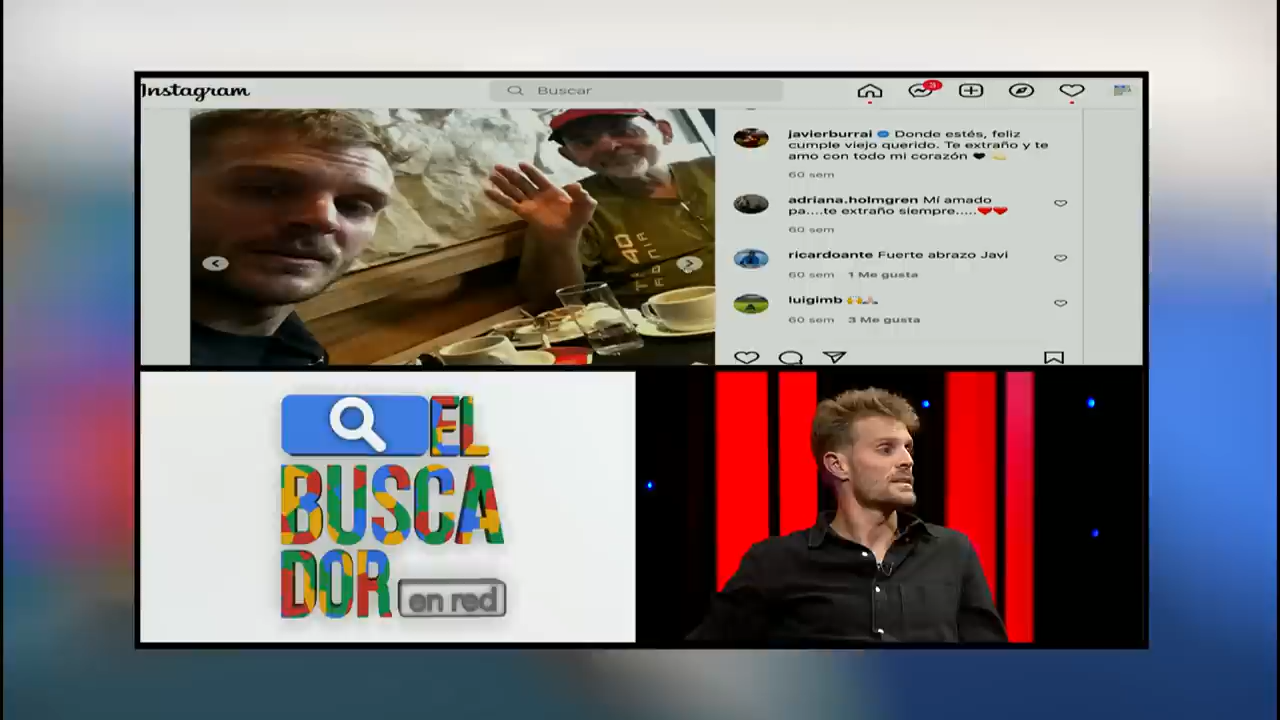 Instagram
Buscar
3
javierburrai Donde estés, feliz
cumple viejo querido. Te extraño y te
amo con todo mi corazón
60 sem
adriana.holmgren Mí amado
pa....te extraño siempre.....
60 sem
ricardoante Fuerte abrazo Javi
60 sem 1 Me gusta
luigimb
60 sem 3 Me gusta
EL
BUSCA
DOR en red